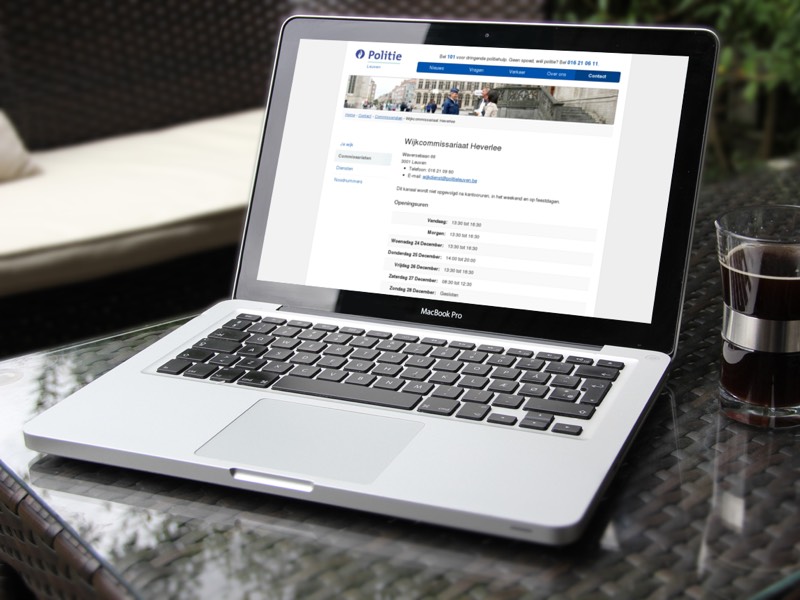 Politie
Leuven
Bel 101 voor dringende politiehulp. Geen spoed, wel politie? Bel 016 21 06 11
Nieuws Vragen Verkeer Over ons Contact
Home Contact Commissariaten Wijkcommissariaat Heverlee
Je wijk
Commissariaten
Diensten
Noodnummers
Wijkcommissariaat Heverlee
3001 Leuven
Telefoon: 016 21 09 60
E-mail: wijkdienst@politieleuven.be
Dit kanaal wordt niet opgevolgd na kantooruren, in het weekend en op feestdagen.
Openingsuren
Vandaag: 13:30 tot 18:30
Morgen: 13:30 tot 18:30
Woensdag 24 December: 13:30 tot 18:30
Donderdag 25 December: 14:00 tot 20:00
Vrijdag 26 December: 13:30 tot 18:30
Zaterdag 27 December: 08:30 tot 12:30
Zondag 28 December: Gesloten
MacBook Pro